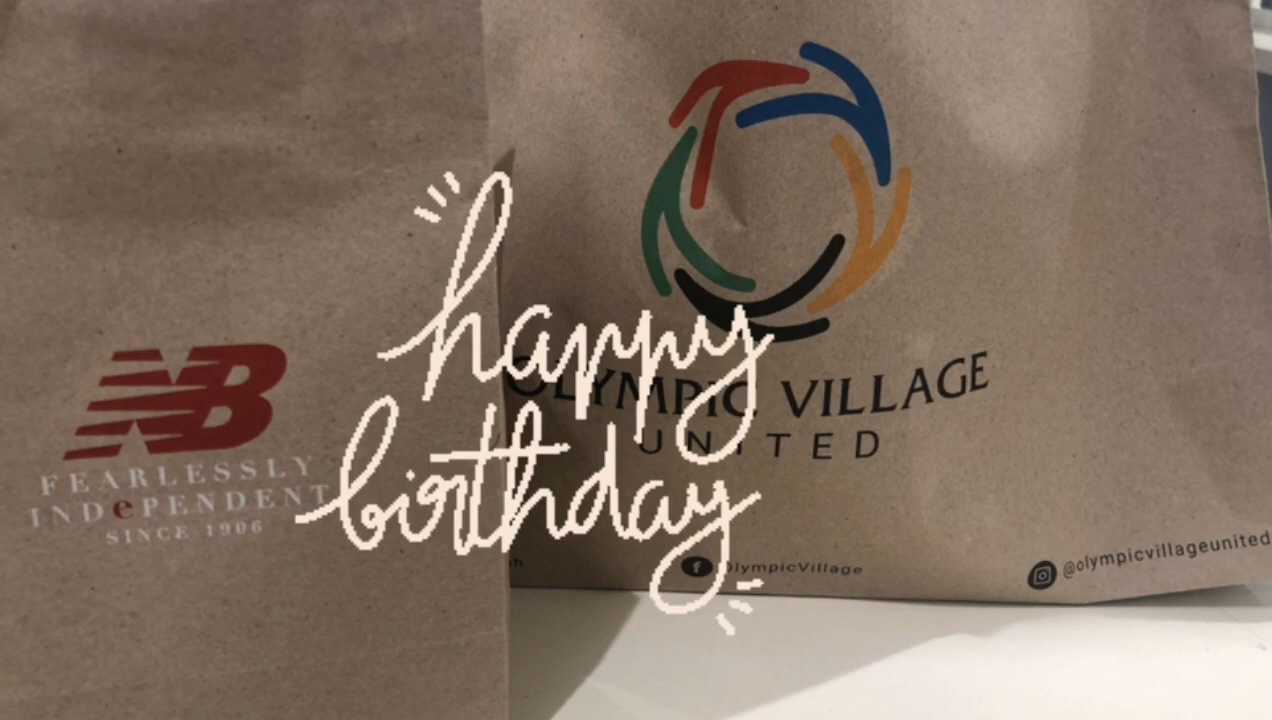 NB
FEARLESSLY
INDePENDENT
SINCE 1906
happy
birthday
OLYMPIC VILLAGE
UNITED
OlympicVillage
@olympicvillageunited